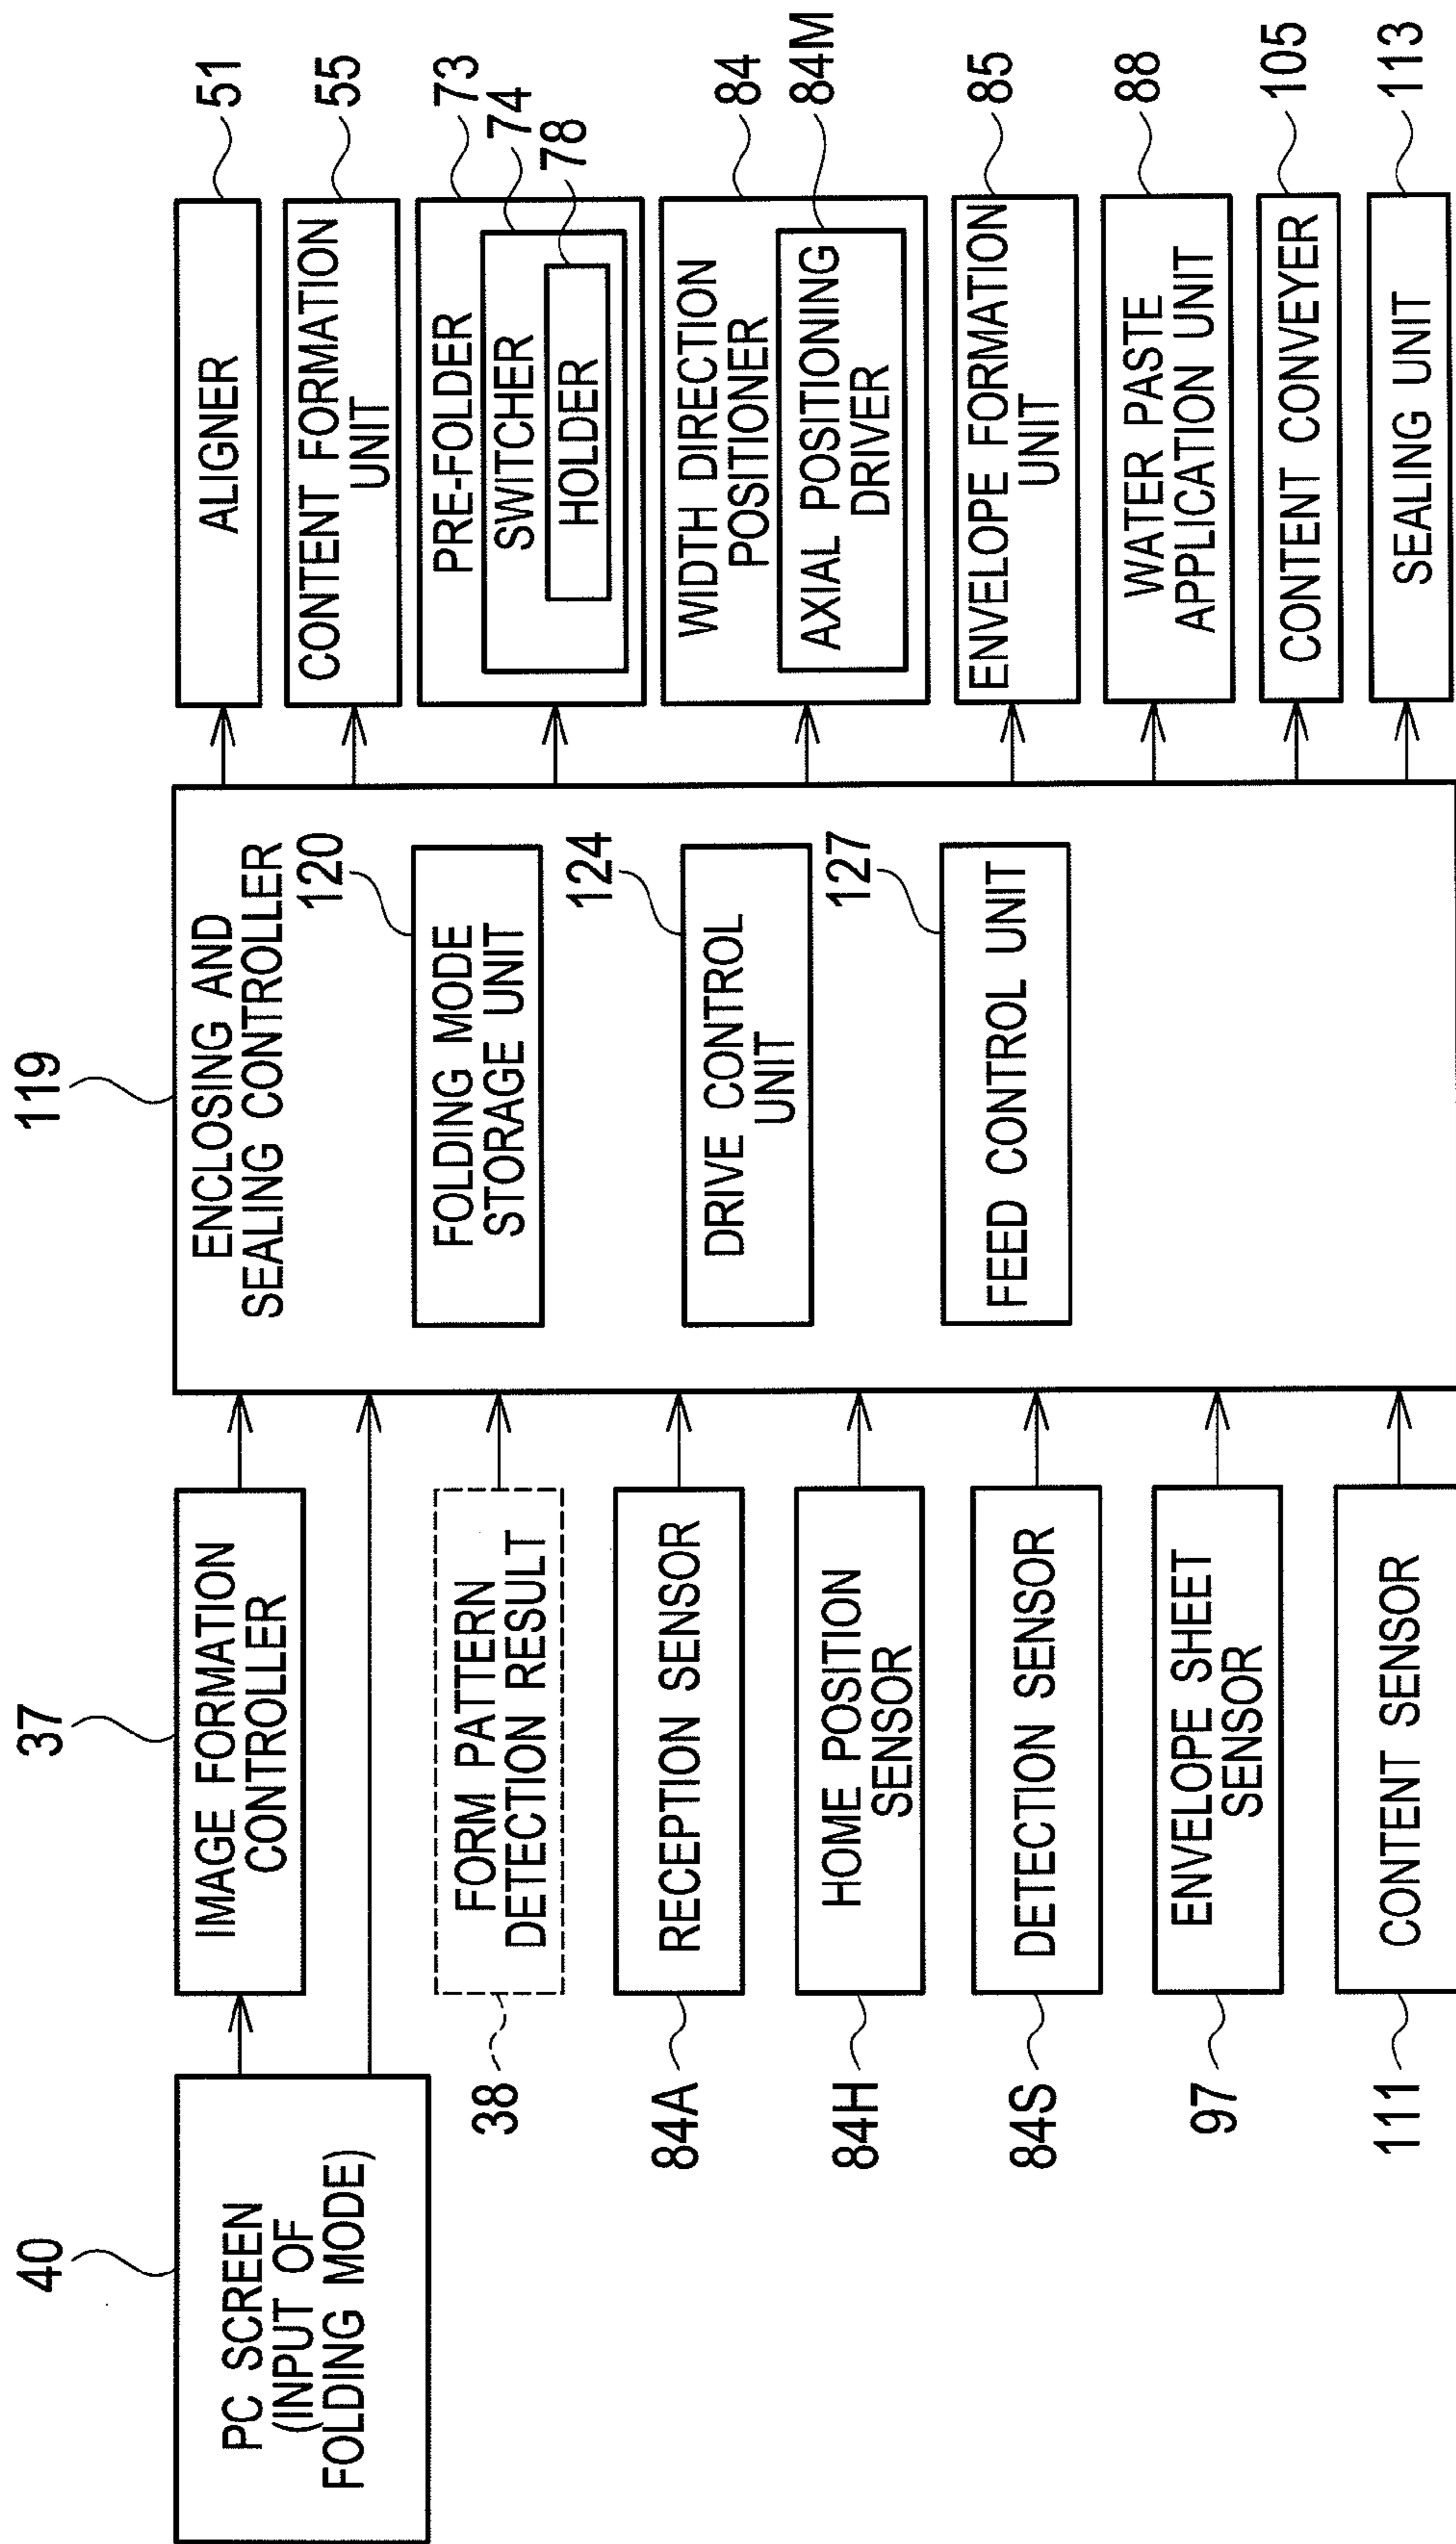 40
PC SCREEN
(INPUT OF
FOLDING MODE)
37
IMAGE FORMATION
CONTROLLER
FORM PATTERN
DETECTION RESULT
38
RECEPTION SENSOR
84A
HOME POSITION
SENSOR
84H
DETECTION SENSOR
84S
ENVELOPE SHEET
SENSOR
97
CONTENT SENSOR
111
119
ENCLOSING AND
SEALING CONTROLLER
120
FOLDING MODE
STORAGE UNIT
124
DRIVE CONTROL
UNIT
127
FEED CONTROL UNIT
ALIGNER
51
CONTENT FORMATION
UNIT
55
PRE-FOLDER
73
SWITCHER
74
HOLDER
78
WIDTH DIRECTION
POSITIONER
84
AXIAL POSITIONING
DRIVER
84M
ENVELOPE FORMATION
UNIT
85
WATER PASTE
APPLICATION UNIT
88
CONTENT CONVEYER
105
SEALING UNIT
113